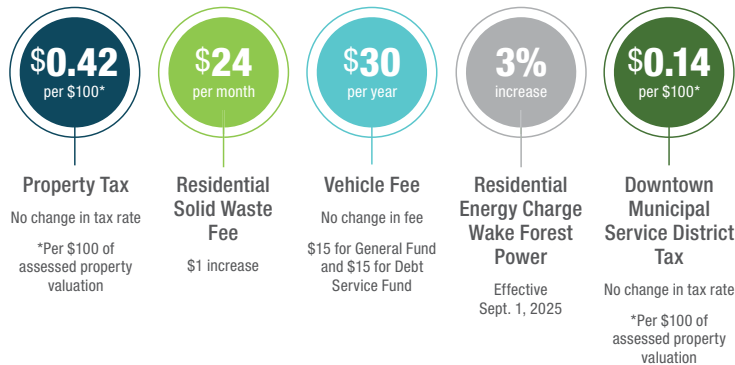 $0.42
per $100*
Property Tax
No change in tax rate
*Per $100 of
assessed property
valuation
$24
per month
Residential
Solid Waste
Fee
$1 increase
$30
per year
Vehicle Fee
No change in fee
$15 for General Fund
and $15 for Debt
Service Fund
3%
increase
Residential
Energy Charge
Wake Forest
Power
Effective
Sept. 1, 2025
$0.14
per $100*
Downtown
Municipal
Service District
Tax
No change in tax rate
*Per $100 of
assessed property
valuation